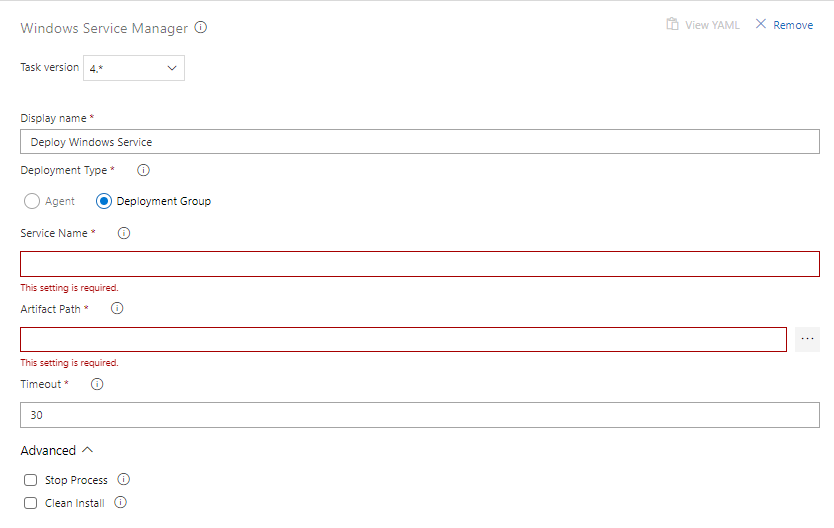 Windows Service Manager
View YAML
Remove
Task version 4.*
Display name *
Deploy Windows Service
Deployment Type *
Agent Deployment Group
Service Name *
This setting is required.
Artifact Path *
...
This setting is required.
Timeout *
30
Advanced
Stop Process
Clean Install